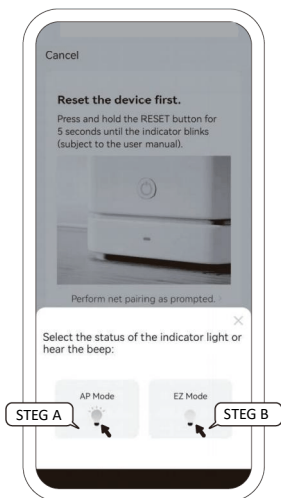 Cancel
Reset the device first.
Press and hold the RESET button for
5 seconds until the indicator blinks
(subject to the user manual).
Perform net pairing as prompted.
Select the status of the indicator light or
hear the beep:
AP Mode
EZ Mode
STEG A
STEG B